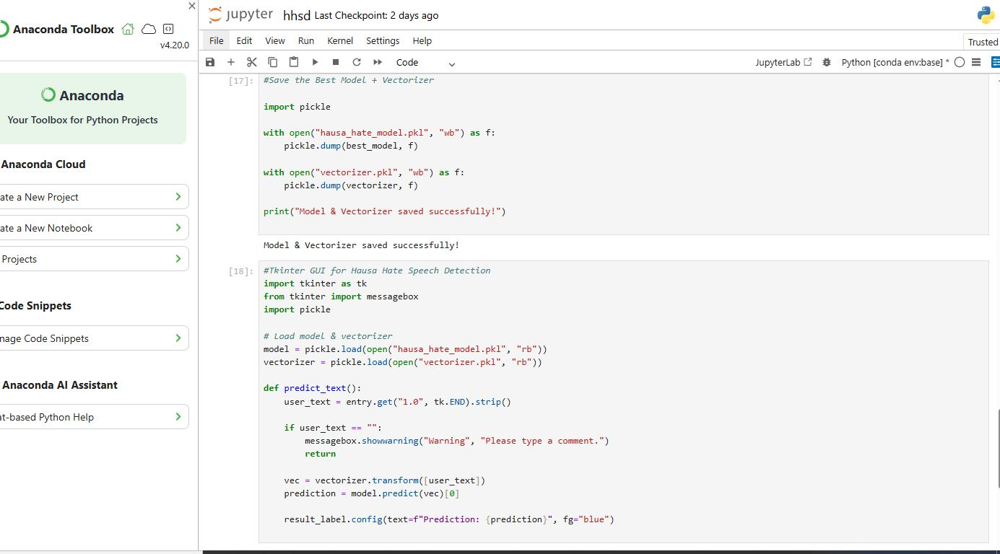 Anaconda Toolbox
v4.20.0
Anaconda
Your Toolbox for Python Projects
Anaconda Cloud
ate a New Project
ate a New Notebook
Projects
Code Snippets
nage Code Snippets
Anaconda AI Assistant
at-based Python Help
jupyter hhsd Last Checkpoint: 2 days ago
File Edit View Run Kernel Settings Help
Trusted
Code
JupyterLab
Python [conda env:base] *
[17]:
#Save the Best Model + Vectorizer
import pickle
with open("hausa_hate_model.pkl", "wb") as f:
    pickle.dump(best_model, f)
with open("vectorizer.pkl", "wb") as f:
    pickle.dump(vectorizer, f)
print("Model & Vectorizer saved successfully!")
Model & Vectorizer saved successfully!
[18]:
#Tkinter GUI for Hausa Hate Speech Detection
import tkinter as tk
from tkinter import messagebox
import pickle
# Load model & vectorizer
model = pickle.load(open("hausa_hate_model.pkl", "rb"))
vectorizer = pickle.load(open("vectorizer.pkl", "rb"))
def predict_text():
    user_text = entry.get("1.0", tk.END).strip()
    if user_text == "":
        messagebox.showwarning("Warning", "Please type a comment.")
        return
    vec = vectorizer.transform([user_text])
    prediction = model.predict(vec)[0]
    result_label.config(text=f"Prediction: {prediction}", fg="blue")